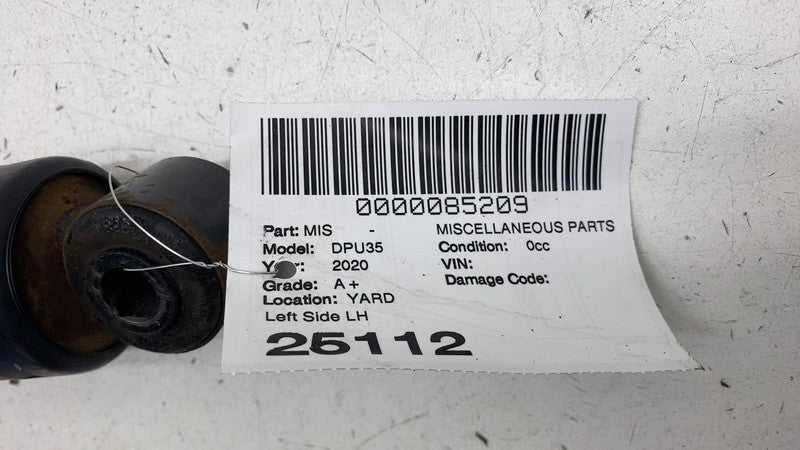 0000085209
Part: MIS - MISCELLANEOUS PARTS
Model: DPU35 Condition: 0cc
Year: 2020 VIN:
Grade: A+ Damage Code:
Location: YARD
Left Side LH
25112